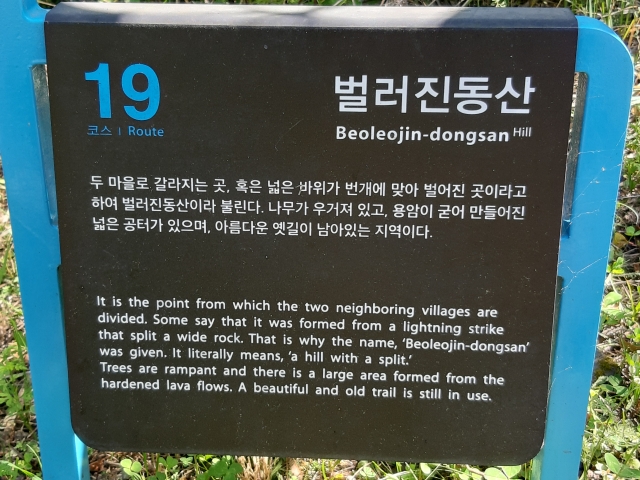 19
코스 | Route
벌러진동산
Beoleojin-dongsan Hill
두 마을로 갈라지는 곳, 혹은 넓은 바위가 번개에 맞아 벌어진 곳이라고
하여 벌러진동산이라 불린다. 나무가 우거져 있고, 용암이 굳어 만들어진
넓은 공터가 있으며, 아름다운 옛길이 남아있는 지역이다.
It is the point from which the two neighboring villages are
divided. Some say that it was formed from a lightning strike
that split a wide rock. That is why the name, 'Beoleojin-dongsan'
was given. It literally means, 'a hill with a split.'
Trees are rampant and there is a large area formed from the
hardened lava flows. A beautiful and old trail is still in use.